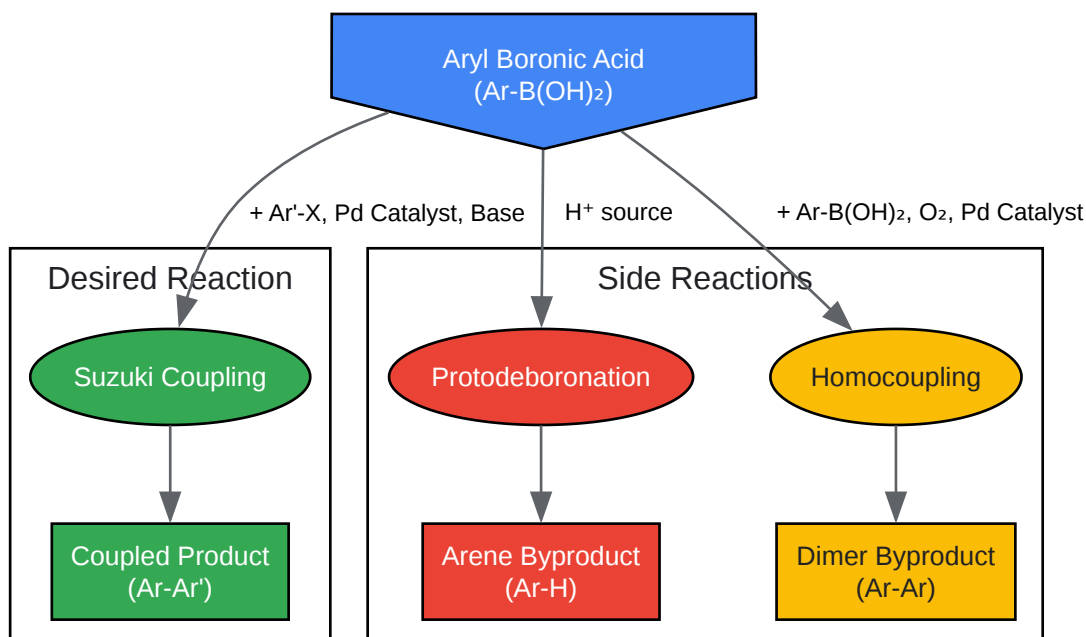 Aryl Boronic Acid
(Ar-B(OH)₂)
+ Ar'-X, Pd Catalyst, Base
H⁺ source
+ Ar-B(OH)₂, O₂, Pd Catalyst
Desired Reaction
Side Reactions
Suzuki Coupling
Protodeboronation
Homocoupling
Coupled Product
(Ar-Ar')
Arene Byproduct
(Ar-H)
Dimer Byproduct
(Ar-Ar)